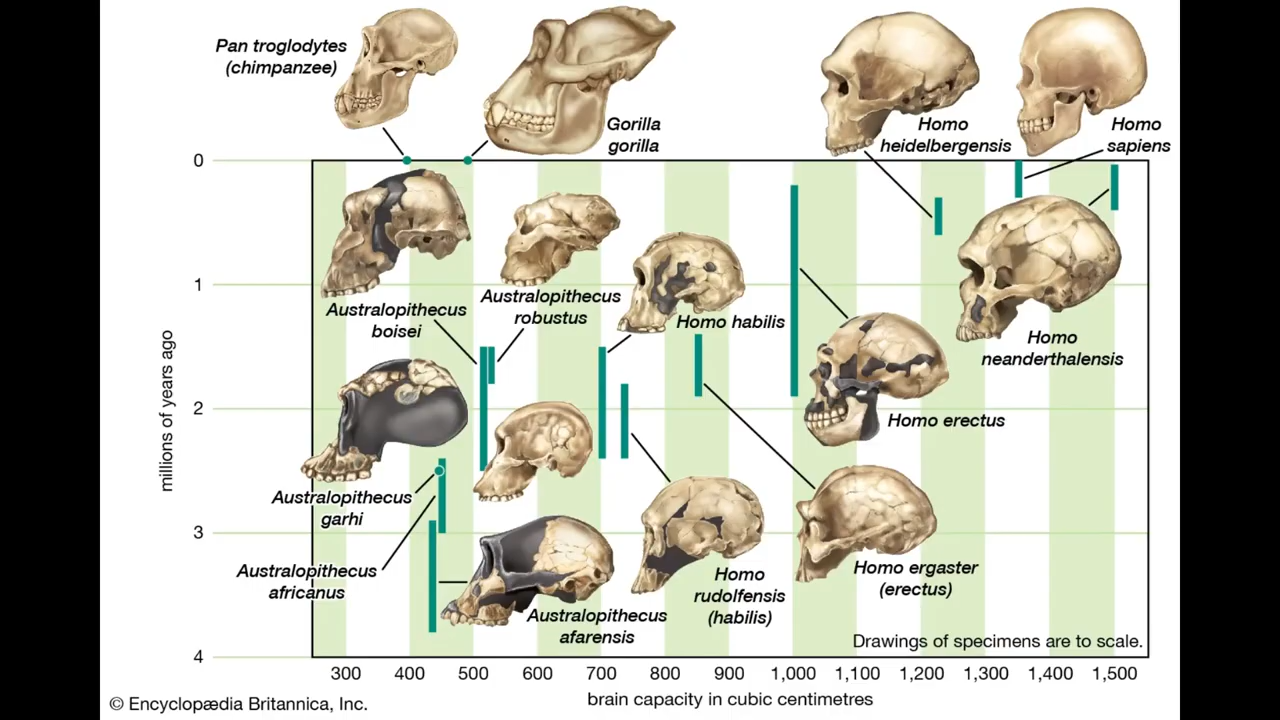 Pan troglodytes
(chimpanzee)
Gorilla
gorilla
Homo
heidelbergensis
Homo
sapiens
0
Australopithecus
boisei
Australopithecus
robustus
Homo habilis
1
Homo
neanderthalensis
millions of years ago
2
Homo erectus
Australopithecus
garhi
3
Australopithecus
africanus
Australopithecus
afarensis
Homo
rudolfensis
(habilis)
Homo ergaster
(erectus)
Drawings of specimens are to scale.
4
300 400 500 600 700 800 900 1,000 1,100 1,200 1,300 1,400 1,500
brain capacity in cubic centimetres
© Encyclopædia Britannica, Inc.